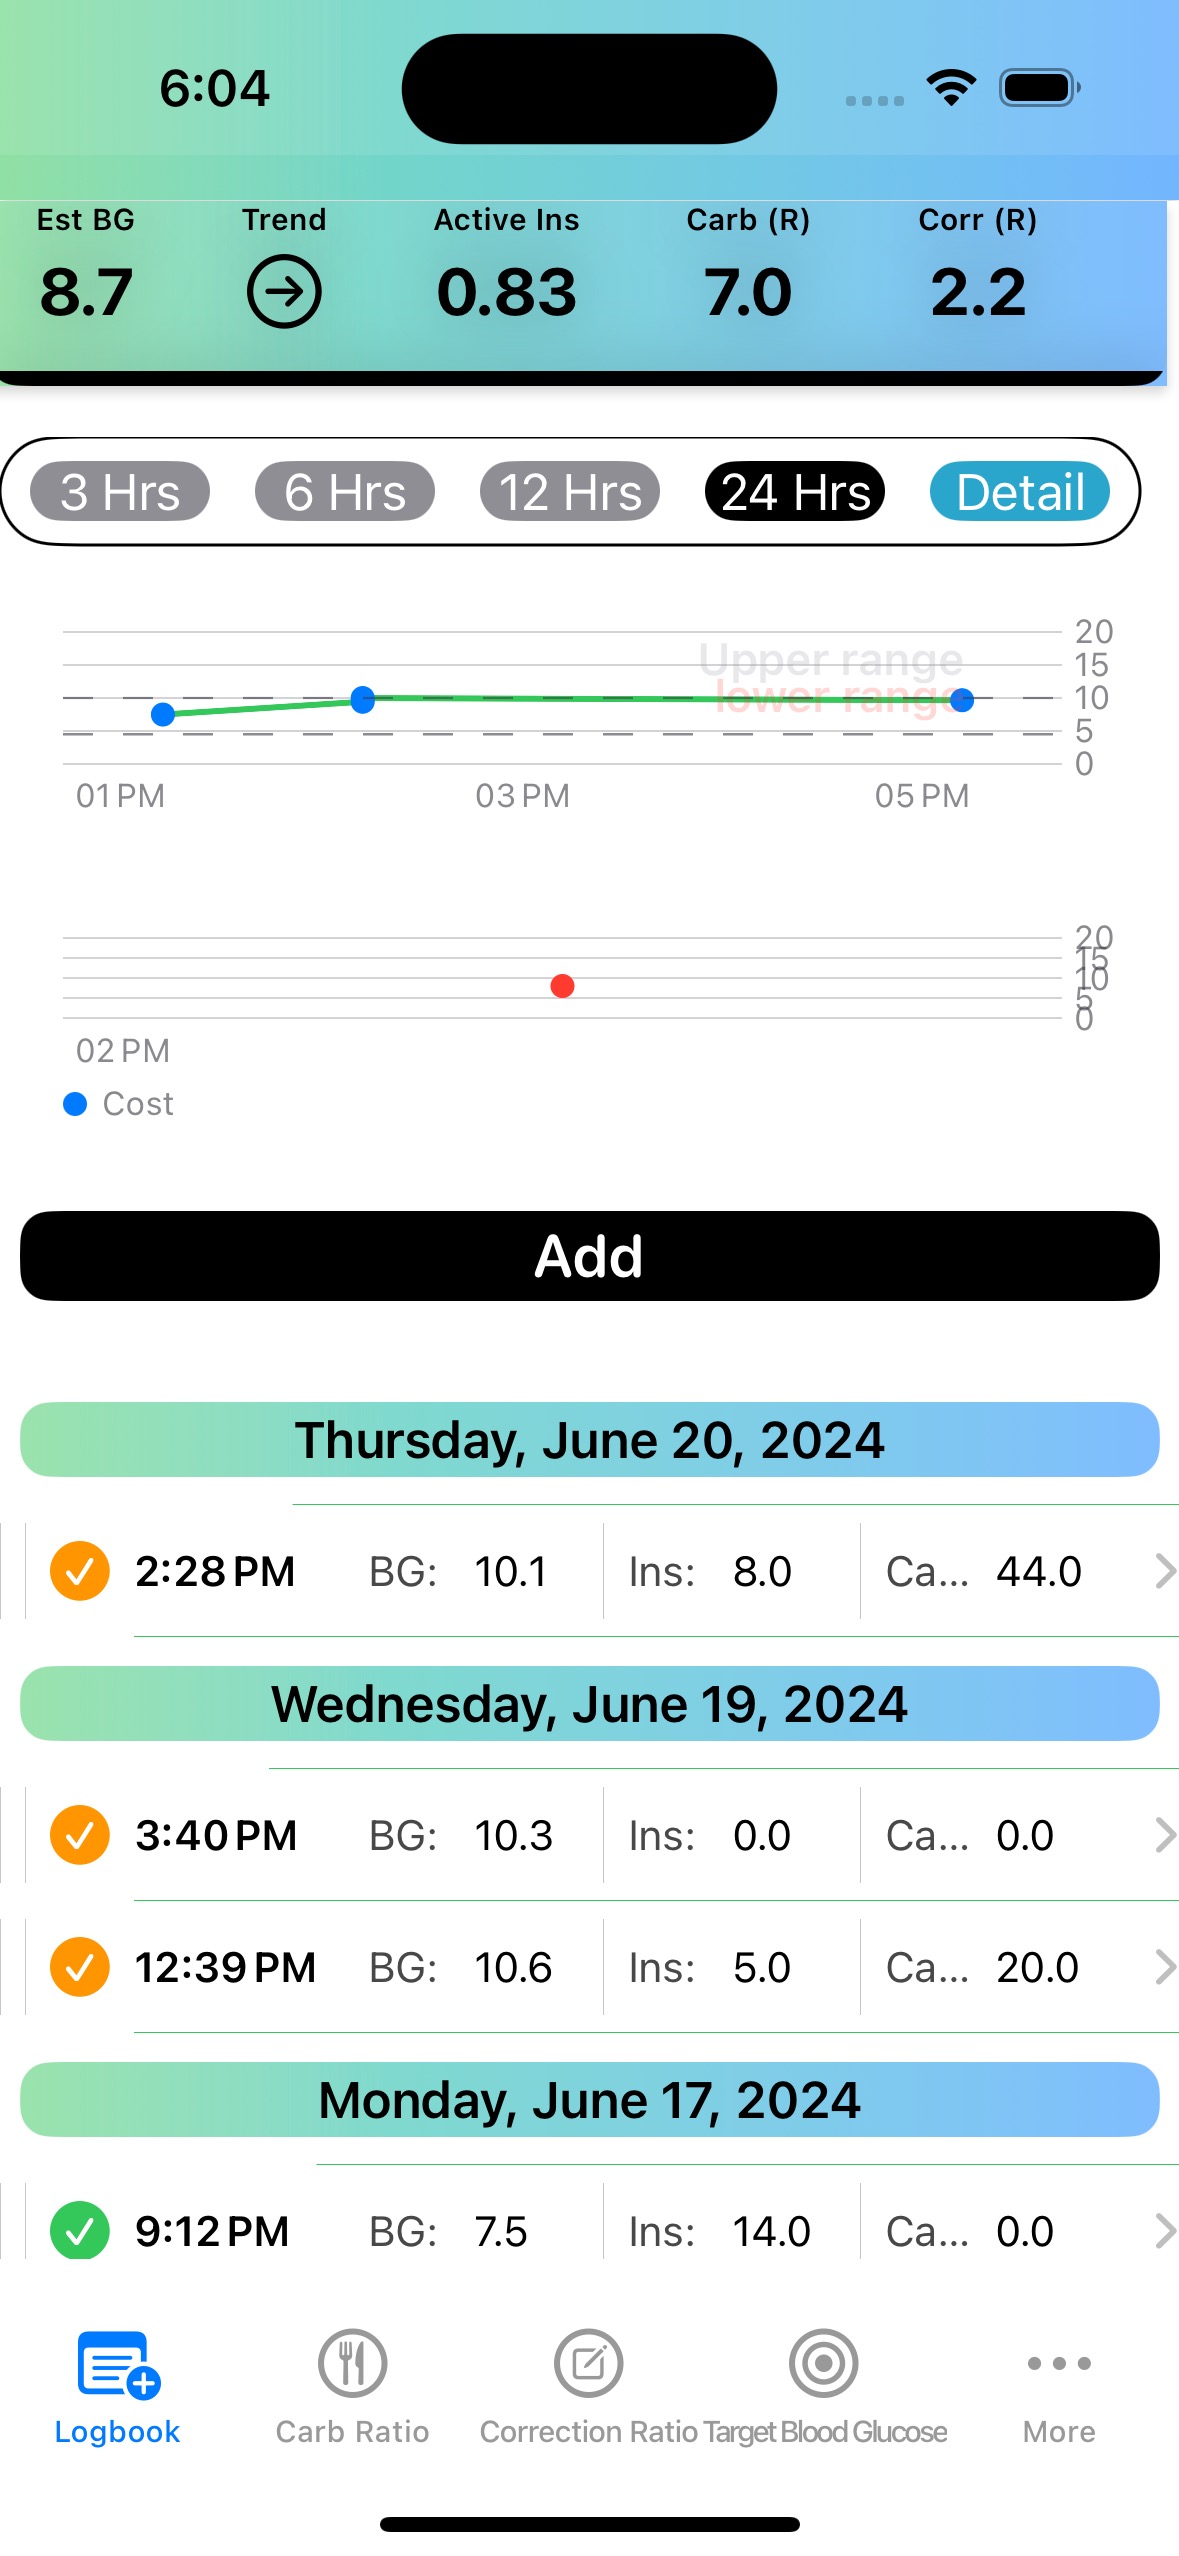 6:04
Est BG Trend Active Ins Carb (R) Corr (R)
8.7 0.83 7.0 2.2
3 Hrs 6 Hrs 12 Hrs 24 Hrs Detail
20
Upper range
15
lower range
10
5
0
01 PM 03 PM 05 PM
20
15
10
5
0
02 PM
Cost
Add
Thursday, June 20, 2024
2:28 PM BG: 10.1 Ins: 8.0 Ca... 44.0
Wednesday, June 19, 2024
3:40 PM BG: 10.3 Ins: 0.0 Ca... 0.0
12:39 PM BG: 10.6 Ins: 5.0 Ca... 20.0
Monday, June 17, 2024
9:12 PM BG: 7.5 Ins: 14.0 Ca... 0.0
Logbook Carb Ratio Correction Ratio Target Blood Glucose More